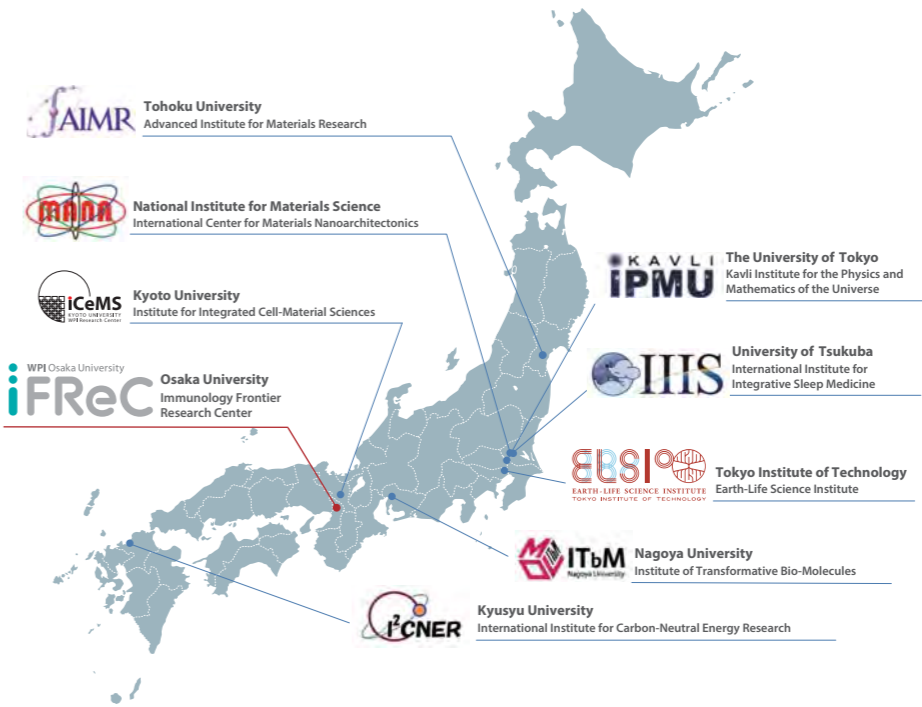 AIMR
Tohoku University
Advanced Institute for Materials Research
MANA
National Institute for Materials Science
International Center for Materials Nanoarchitectonics
iCeMS
KYOTO UNIVERSITY
WPI Research Center
Kyoto University
Institute for Integrated Cell-Material Sciences
WPI Osaka University
iFReC
Osaka University
Immunology Frontier
Research Center
KAVLI
IPMU
The University of Tokyo
Kavli Institute for the Physics and
Mathematics of the Universe
IIIS
University of Tsukuba
International Institute for
Integrative Sleep Medicine
ELSI
EARTH-LIFE SCIENCE INSTITUTE
TOKYO INSTITUTE OF TECHNOLOGY
Tokyo Institute of Technology
Earth-Life Science Institute
ITbM
Nagoya University
Nagoya University
Institute of Transformative Bio-Molecules
I²CNER
Kyusyu University
International Institute for Carbon-Neutral Energy Research